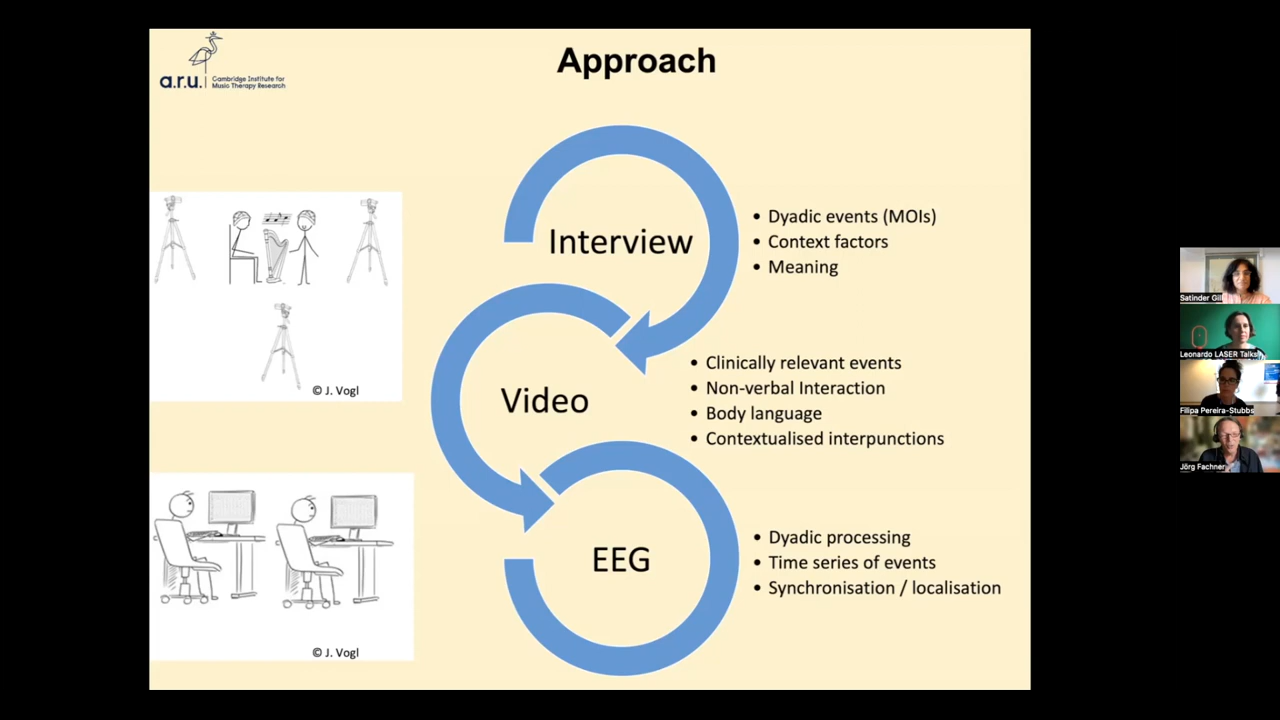 Approach
a.r.u.
Cambridge Institute for
Music Therapy Research
Interview
• Dyadic events (MOIs)
• Context factors
• Meaning
© J. Vogl
Video
• Clinically relevant events
• Non-verbal Interaction
• Body language
• Contextualised interpunctions
EEG
• Dyadic processing
• Time series of events
• Synchronisation / localisation
© J. Vogl
Satinder Gill
Leonardo LASER Talks
Filipa Pereira-Stubbs
Jörg Fachner